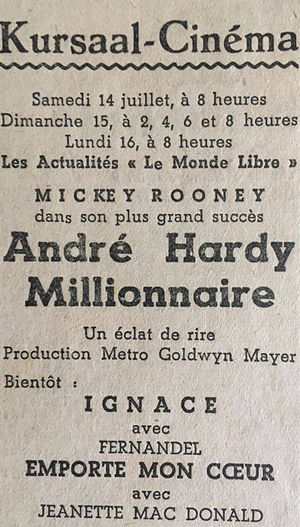 Kursaal-Cinéma
Samedi 14 juillet, à 8 heures
Dimanche 15, à 2, 4, 6 et 8 heures
Lundi 16, à 8 heures
Les Actualités « Le Monde Libre »
MICKEY ROONEY
dans son plus grand succès
André Hardy
Millionnaire
Un éclat de rire
Production Metro Goldwyn Mayer
Bientôt :
IGNACE
avec
FERNANDEL
EMPORTE MON CŒUR
avec
JEANETTE MAC DONALD